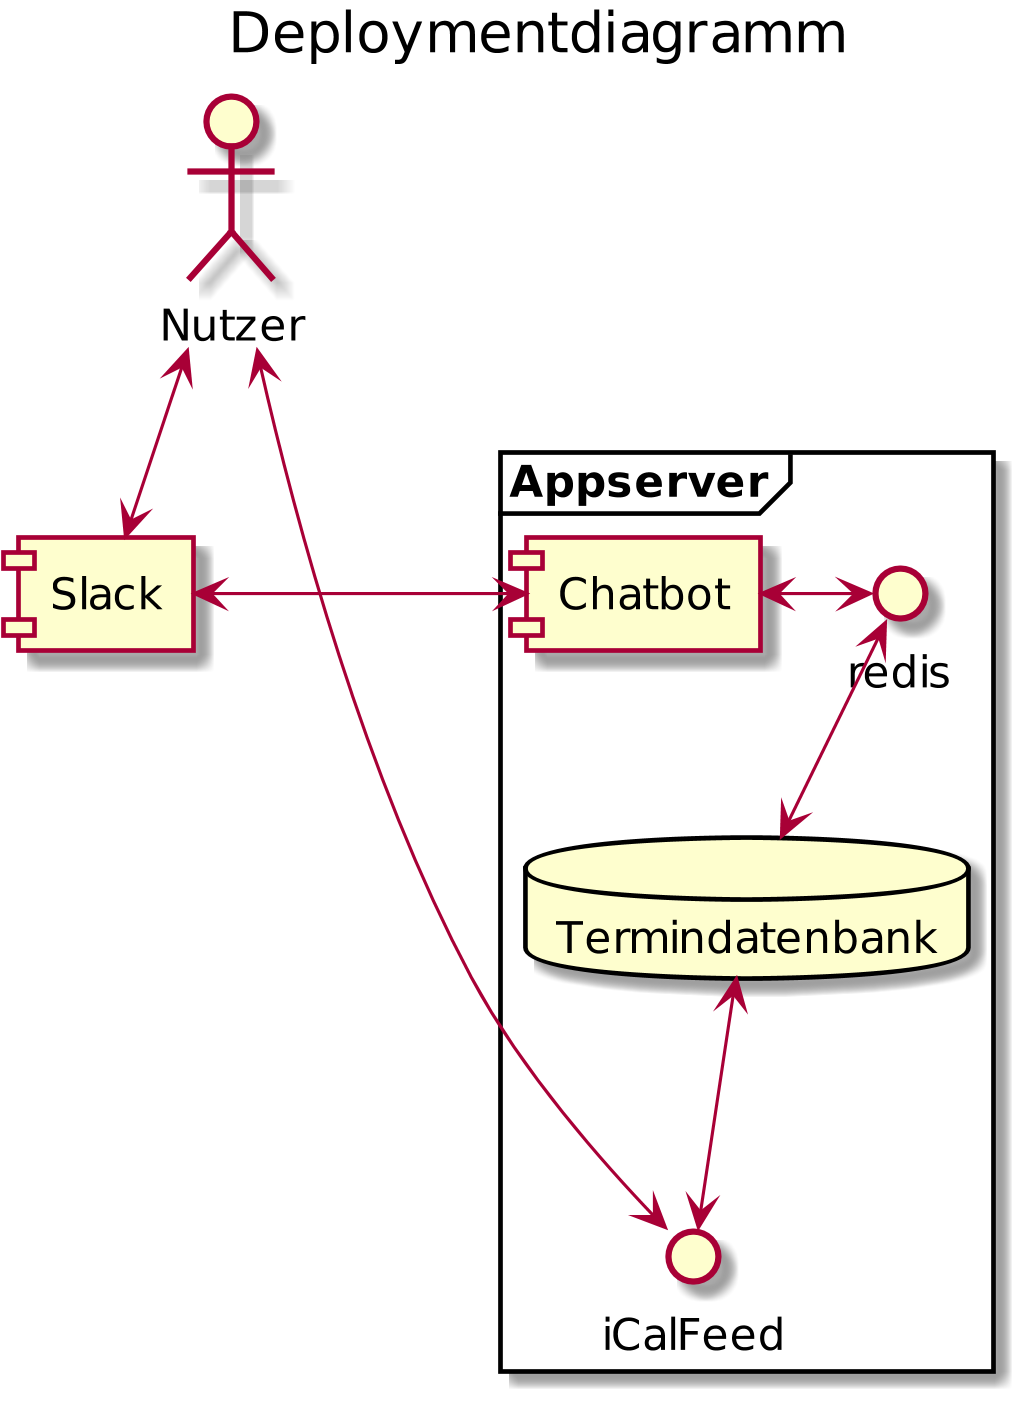 Deploymentdiagramm
Nutzer
Appserver
Slack
Chatbot
redis
Termindatenbank
iCalFeed